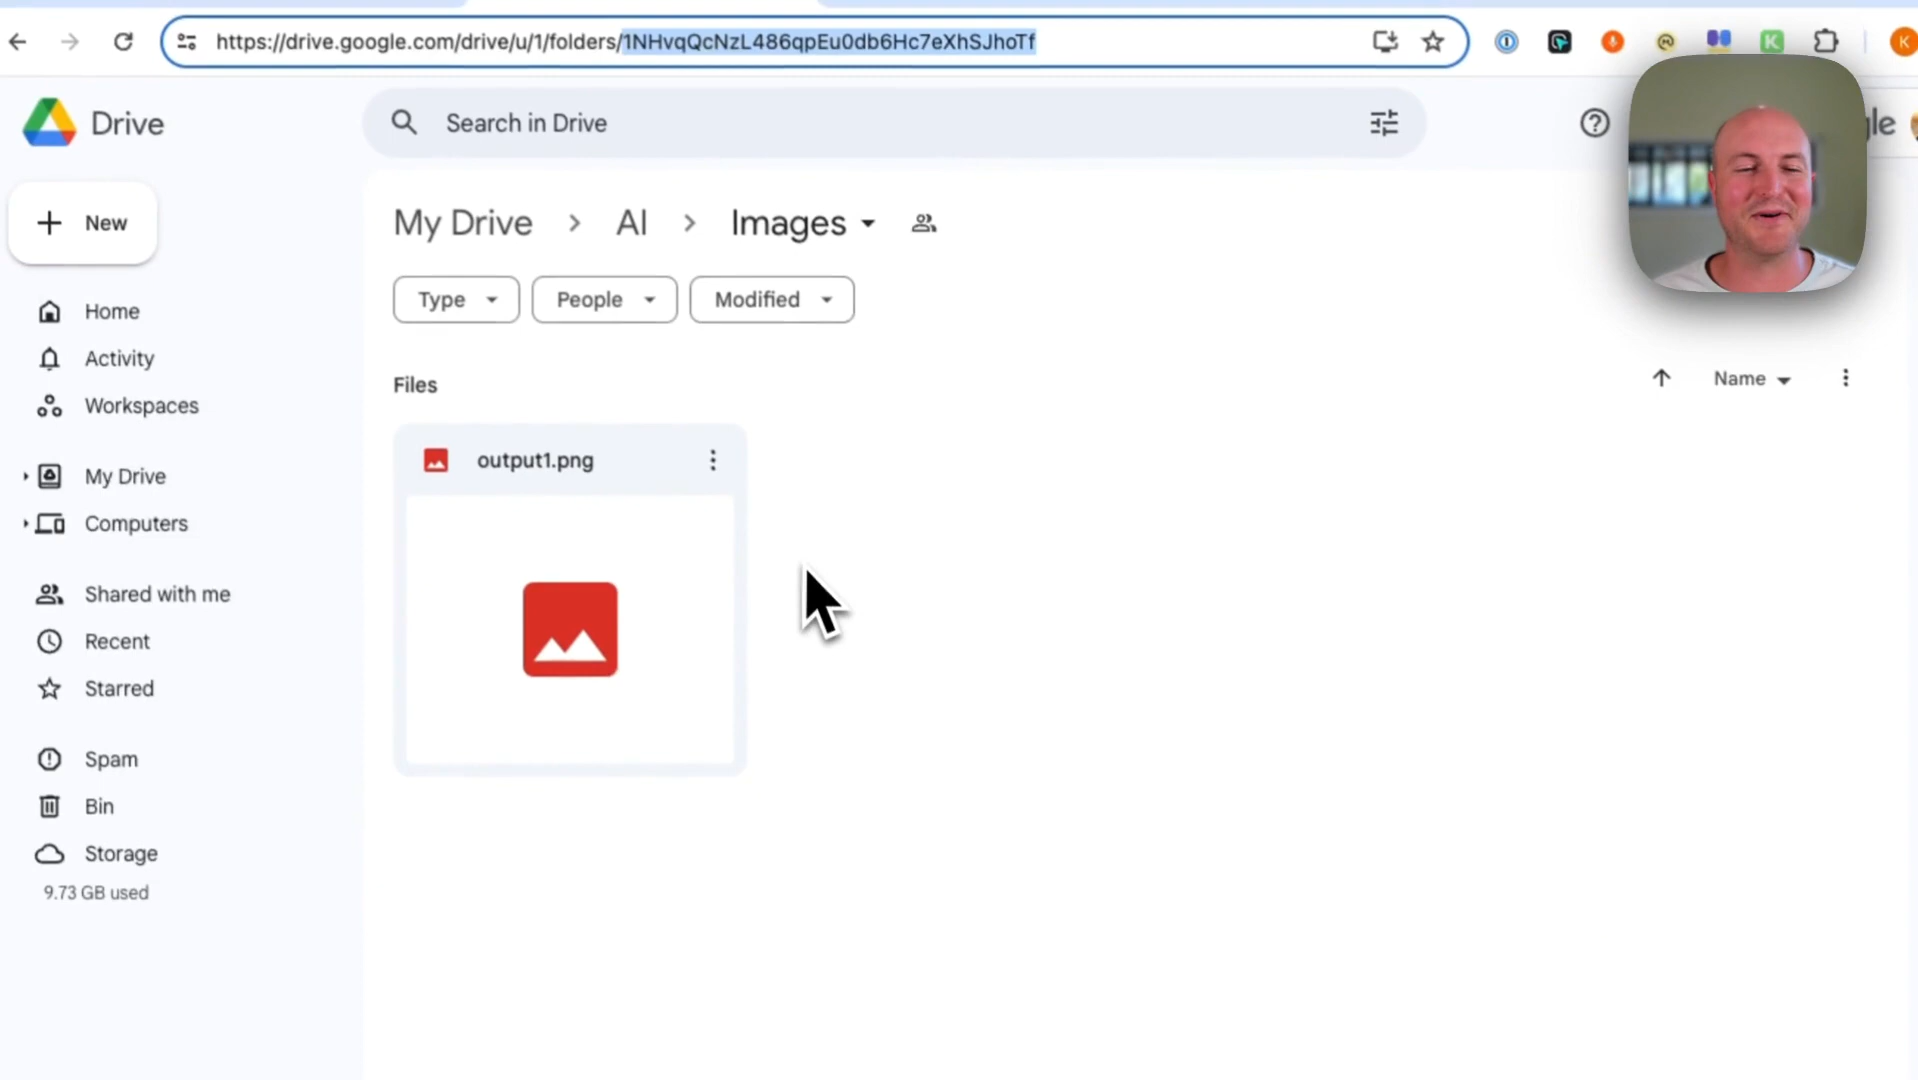 https://drive.google.com/drive/u/1/folders/1NHvqQcNzL486qpEu0db6Hc7eXhSJhoTf
K
K
Drive
Search in Drive
gle
New
My Drive > AI > Images
Type
People
Modified
Home
Activity
Workspaces
Files
Name
output1.png
My Drive
Computers
Shared with me
Recent
Starred
Spam
Bin
Storage
9.73 GB used